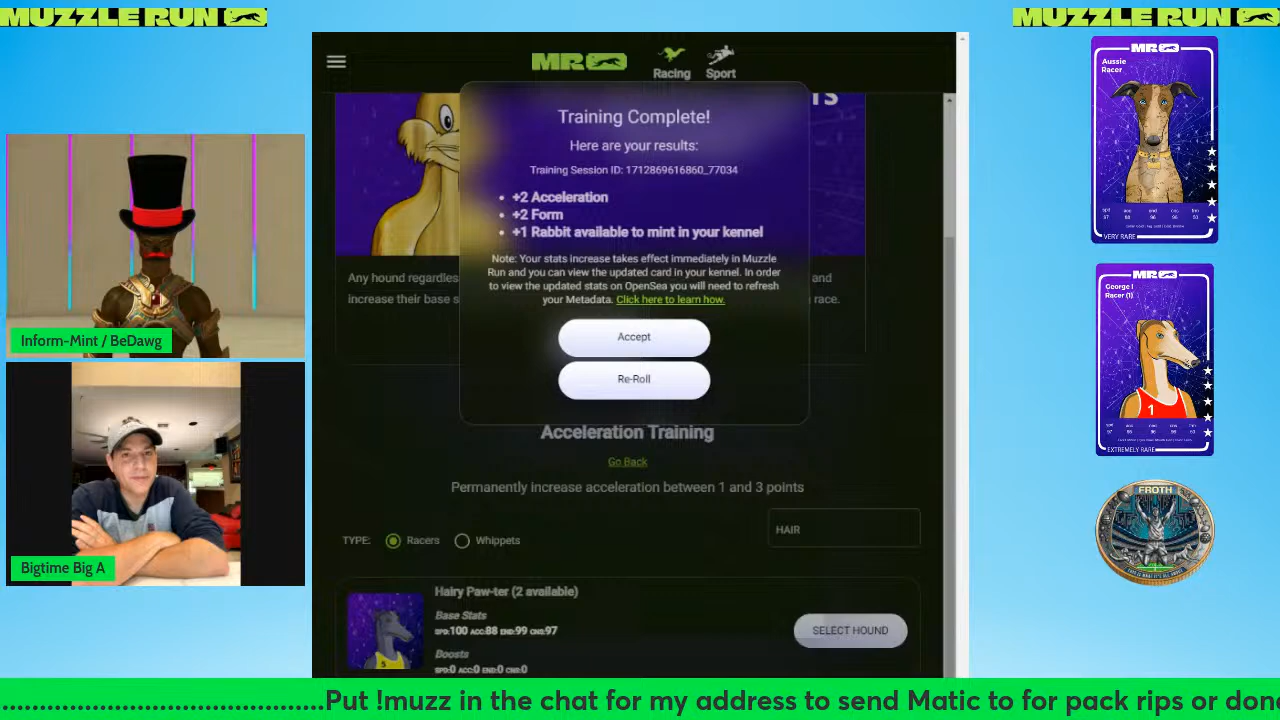 MUZZLE RUN
MUZZLE RUN
MR
Racing
Sport
Training Complete!
Here are your results:
Training Session ID: 1712869616860_77034
+2 Acceleration
+2 Form
+1 Rabbit available to mint in your kennel
Note: Your stats increase takes effect immediately in Muzzle
Run and you can view the updated card in your kennel. In order
to view the updated stats on OpenSea you will need to refresh
your Metadata. Click here to learn how.
Accept
Re-Roll
Any hound regardless
and
increase their base s
race.
Acceleration Training
Go Back
Permanently increase acceleration between 1 and 3 points
TYPE:
Racers
Whippets
HAIR
Hairy Paw-ter (2 available)
Base Stats
SPD:100 ACC:88 END:99 CNS:97
SELECT HOUND
Boosts
SPD:0 ACC:0 END:0 CNS:0
5
Inform-Mint / BeDawg
Bigtime Big A
MR
Aussie
Racer
VERY RARE
MR
George I
Racer (1)
1
EXTREMELY RARE
FROTH
........................................Put !muzz in the chat for my address to send Matic to for pack rips or don